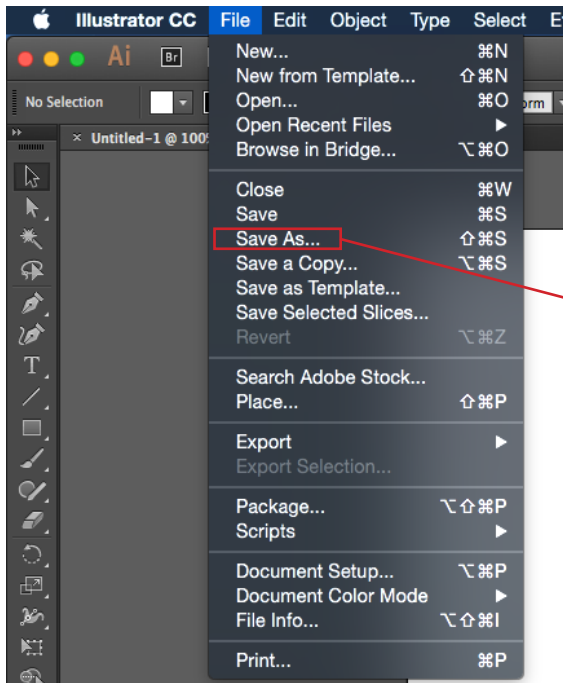 Illustrator CC File Edit Object Type Select E
Ai Br
No Selection
orm
× Untitled-1 @ 100
New... ⌘N
New from Template... ⇧⌘N
Open... ⌘O
Open Recent Files ▶
Browse in Bridge... ⌥⌘O
Close ⌘W
Save ⌘S
Save As... ⇧⌘S
Save a Copy... ⌥⌘S
Save as Template...
Save Selected Slices...
Revert ⌥⌘Z
Search Adobe Stock...
Place... ⇧⌘P
Export ▶
Export Selection...
Package... ⌥⇧⌘P
Scripts ▶
Document Setup... ⌥⌘P
Document Color Mode ▶
File Info... ⌥⇧⌘I
Print... ⌘P
T